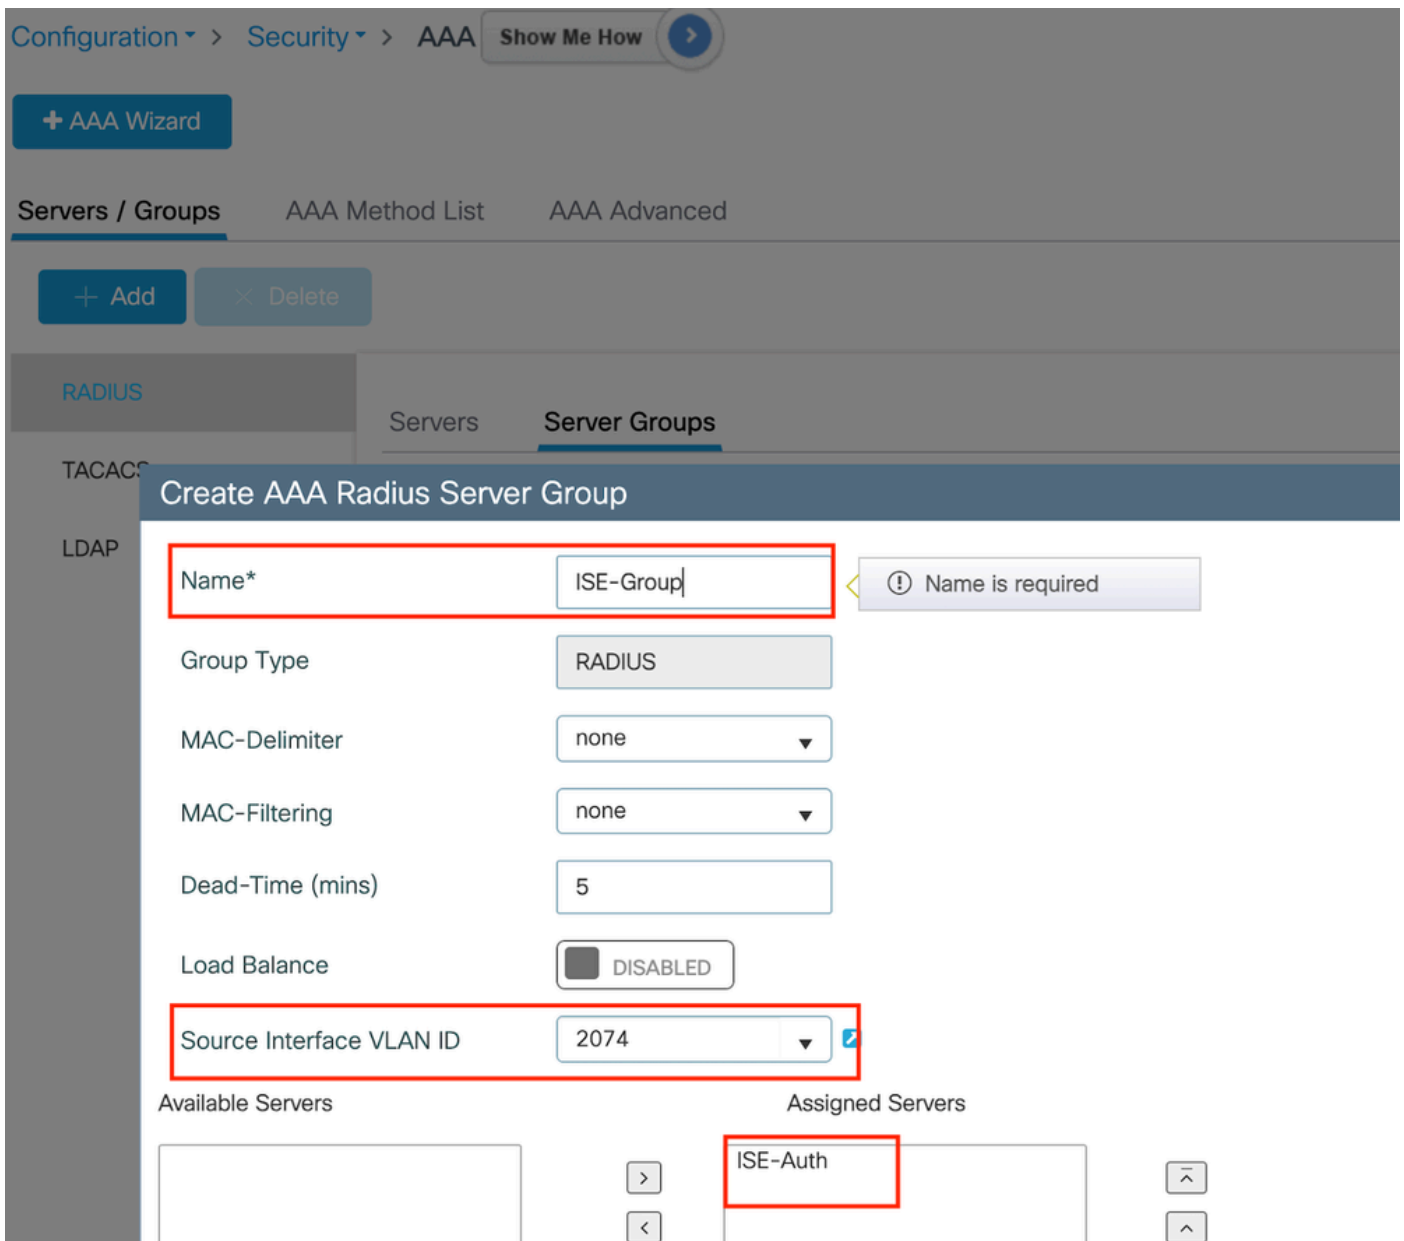 Configuration > Security > AAA Show Me How
+ AAA Wizard
Servers / Groups AAA Method List AAA Advanced
+ Add × Delete
RADIUS
Servers Server Groups
TACACS
Create AAA Radius Server Group
LDAP
Name* ISE-Group Name is required
Group Type RADIUS
MAC-Delimiter none
MAC-Filtering none
Dead-Time (mins) 5
Load Balance DISABLED
Source Interface VLAN ID 2074
Available Servers Assigned Servers
ISE-Auth